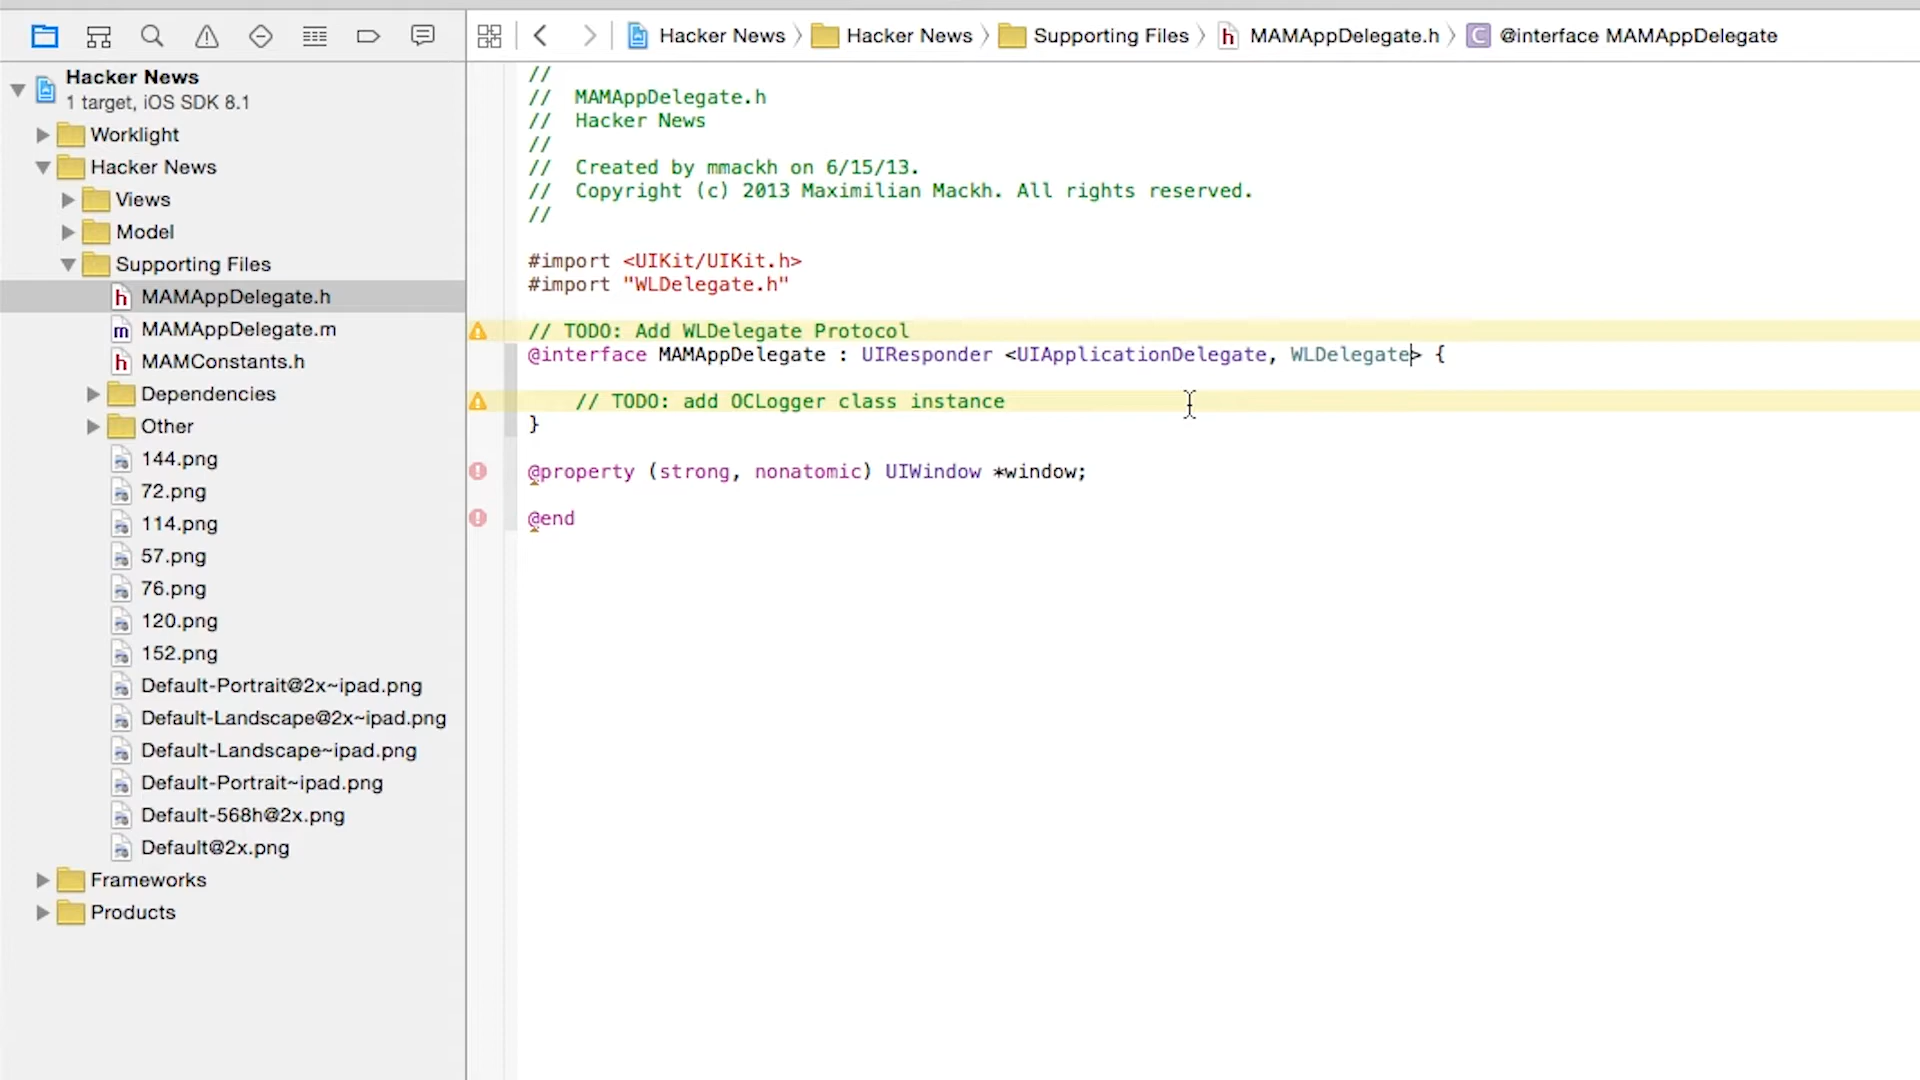 Hacker News
Hacker News
Supporting Files
MAMAppDelegate.h
C
@interface MAMAppDelegate
Hacker News
1 target, iOS SDK 8.1
Worklight
Hacker News
Views
Model
Supporting Files
h MAMAppDelegate.h
m MAMAppDelegate.m
h MAMConstants.h
Dependencies
Other
144.png
72.png
114.png
57.png
76.png
120.png
152.png
Default-Portrait@2x~ipad.png
Default-Landscape@2x~ipad.png
Default-Landscape~ipad.png
Default-Portrait~ipad.png
Default-568h@2x.png
Default@2x.png
Frameworks
Products
//
//  MAMAppDelegate.h
//  Hacker News
//
//  Created by mmackh on 6/15/13.
//  Copyright (c) 2013 Maximilian Mackh. All rights reserved.
//
#import <UIKit/UIKit.h>
#import "WLDelegate.h"
// TODO: Add WLDelegate Protocol
@interface MAMAppDelegate : UIResponder <UIApplicationDelegate, WLDelegate> {
// TODO: add OCLogger class instance
}
@property (strong, nonatomic) UIWindow *window;
@end